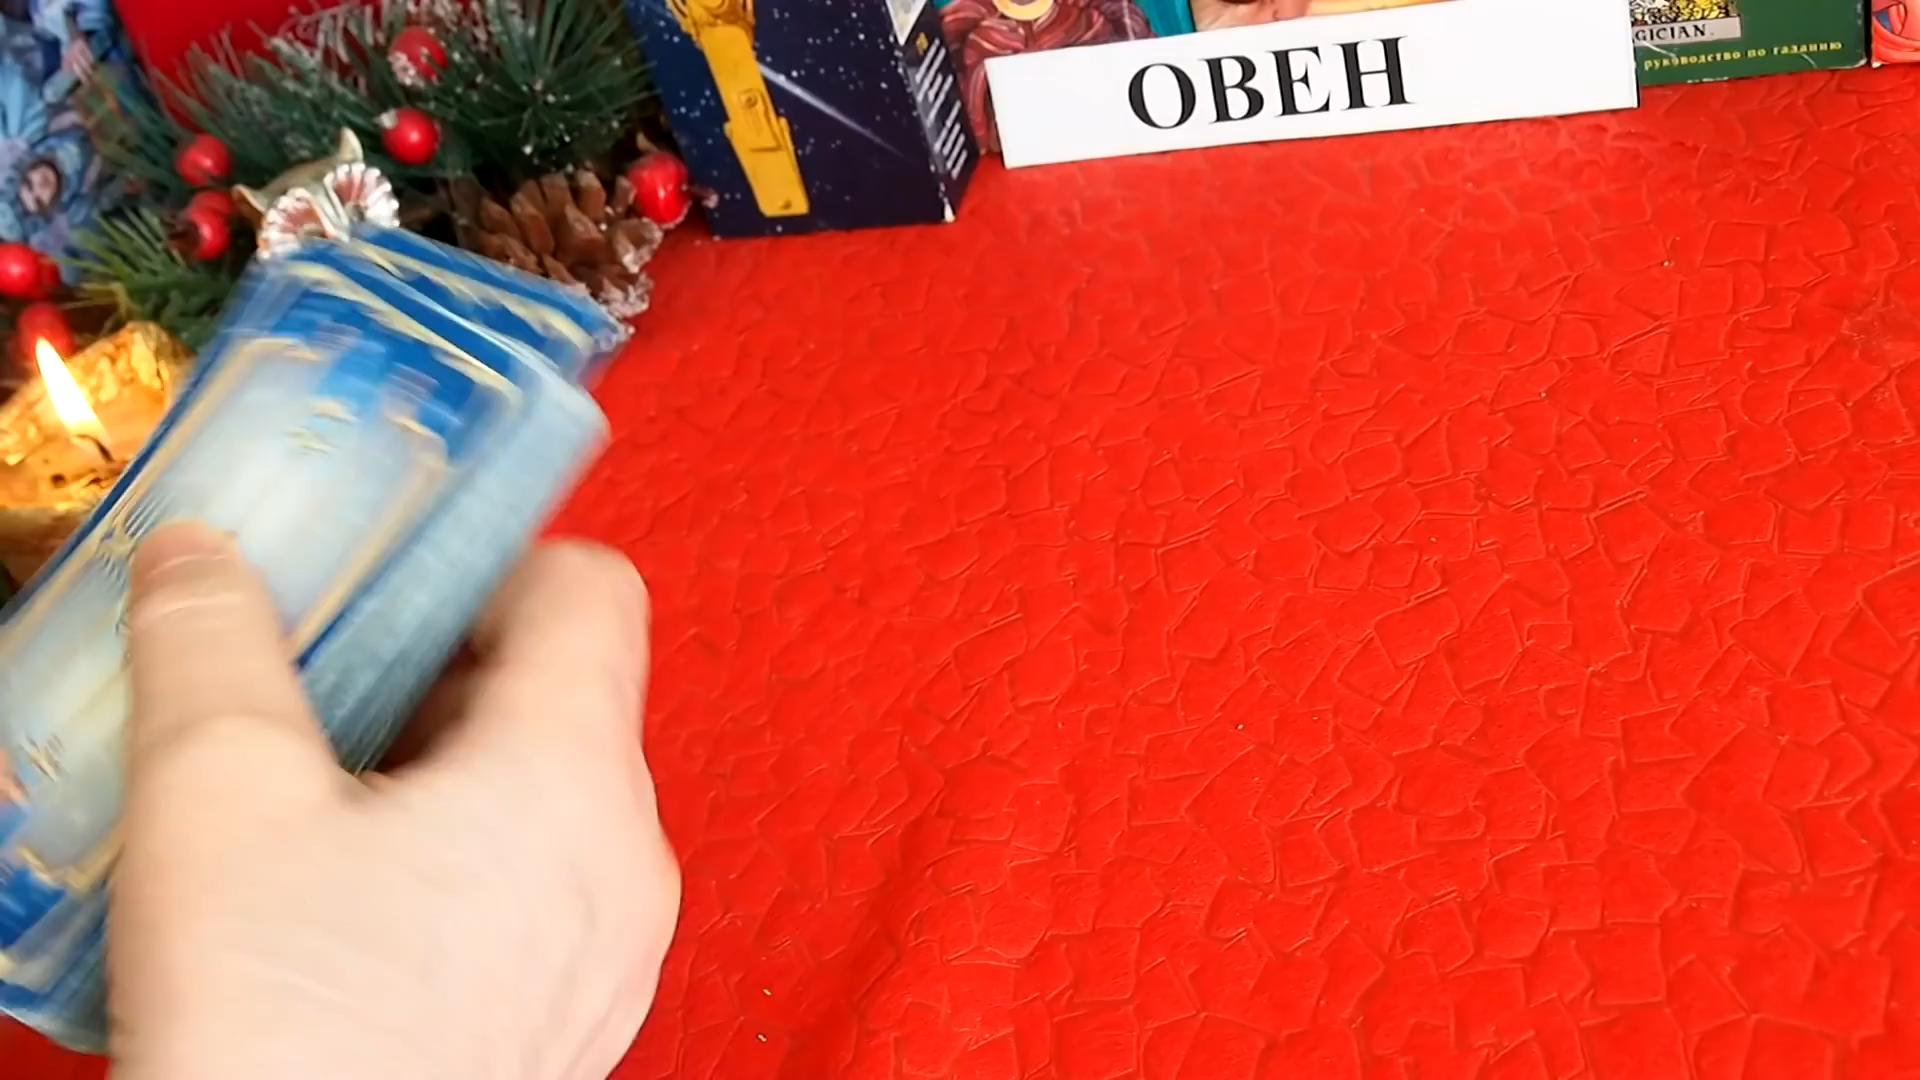 ОВЕН
GICIAN.
руководство по гаданию